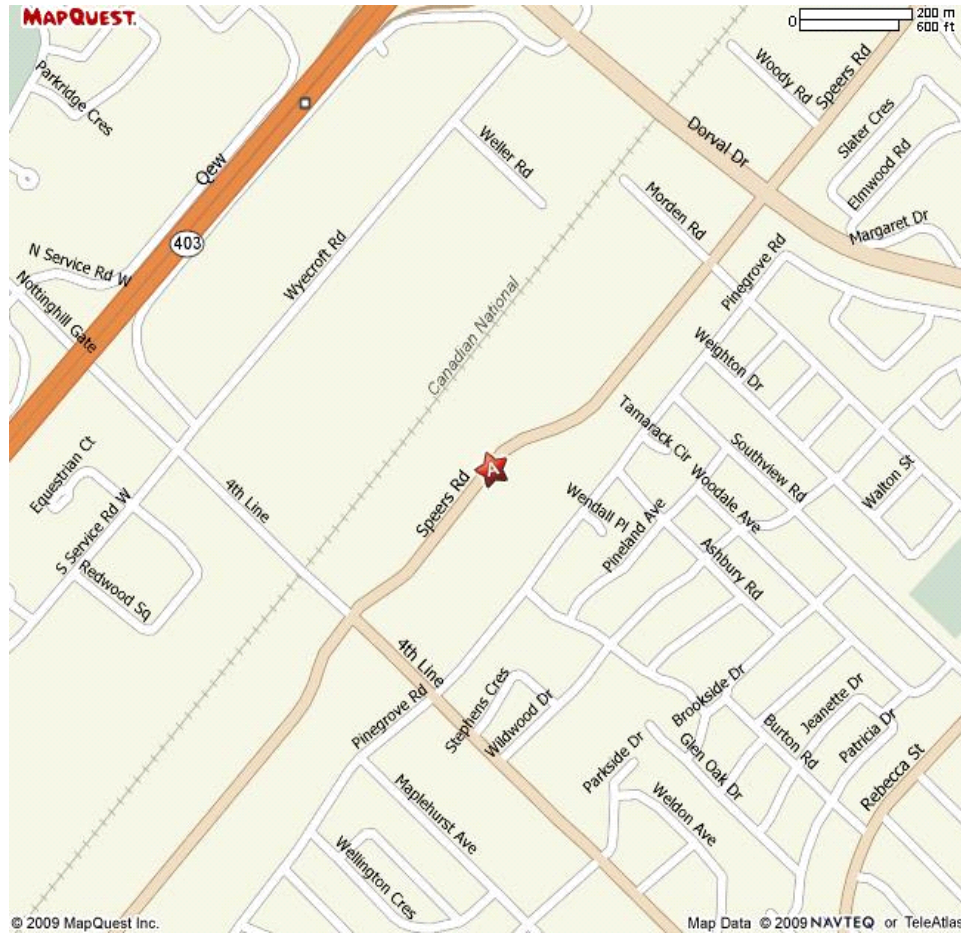 MAPQUEST.
0 200 m
600 ft
Parkridge Cres
Woody Rd
Speers Rd
Slater Cres
Elmwood Rd
Dorval Dr
Weller Rd
Qew
Morden Rd
Margaret Dr
403
N Service Rd W
Wyecroft Rd
Pinegrove Rd
Nottinghill Gate
Canadian National
Weighton Dr
Tamarack Cir
Southview Rd
Equestrian Ct
Walton St
A
Speers Rd
4th Line
Woodale Ave
Wendall Pl
Pineland Ave
S Service Rd W
Ashbury Rd
Redwood Sq
4th Line
Pinegrove Rd
Stephens Cres
Wildwood Dr
Brookside Dr
Jeanette Dr
Burton Rd
Patricia Dr
Parkside Dr
Glen Oak Dr
Rebecca St
Maplehurst Ave
Weldon Ave
Wellington Cres
© 2009 MapQuest Inc.
Map Data © 2009 NAVTEQ or TeleAtlas